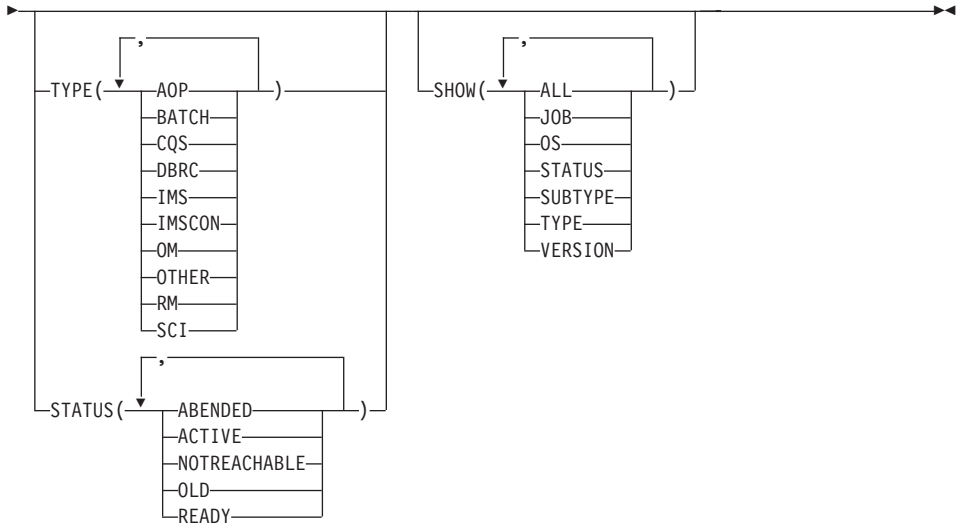 ,
,
TYPE( AOP ) SHOW( ALL )
BATCH JOB
CQS OS
DBRC STATUS
IMS SUBTYPE
IMSCON TYPE
OM VERSION
OTHER
RM
SCI
,
STATUS( ABENDED )
ACTIVE
NOTREACHABLE
OLD
READY